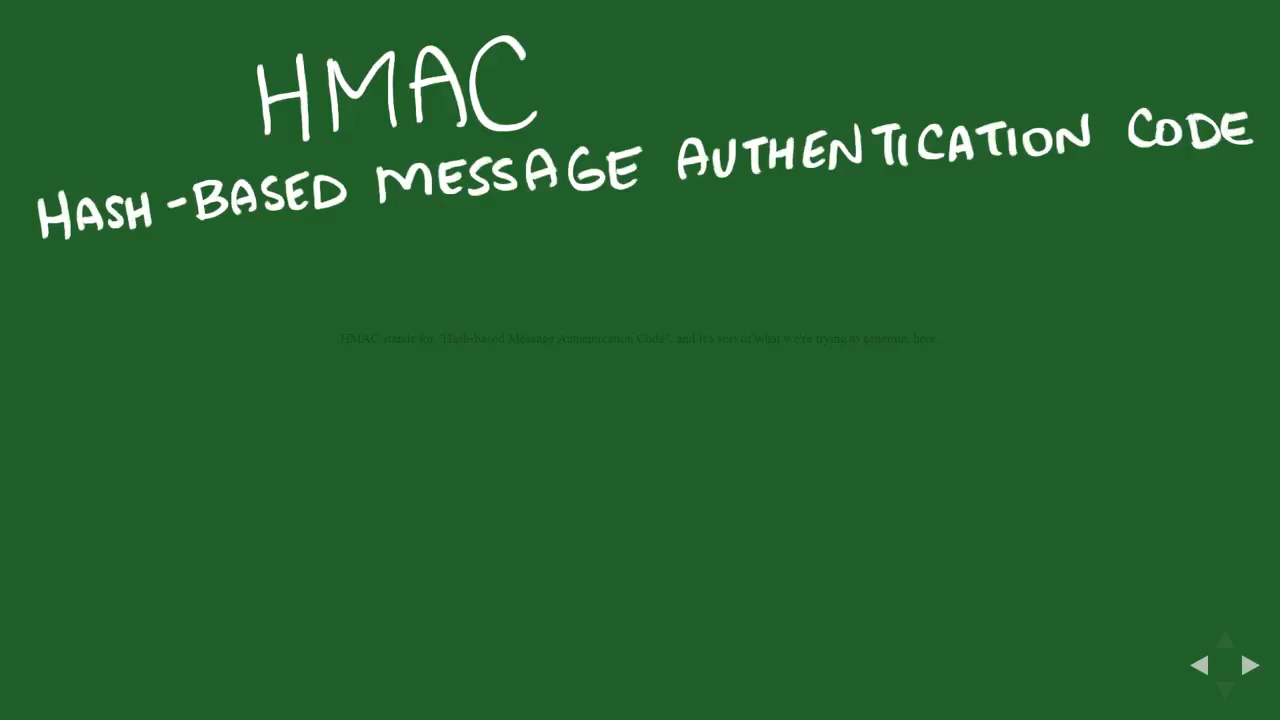 HMAC
HASH-BASED MESSAGE AUTHENTICATION CODE
HMAC stands for "Hash-based Message Authentication Code", and it's sort of what we're trying to generate, here...